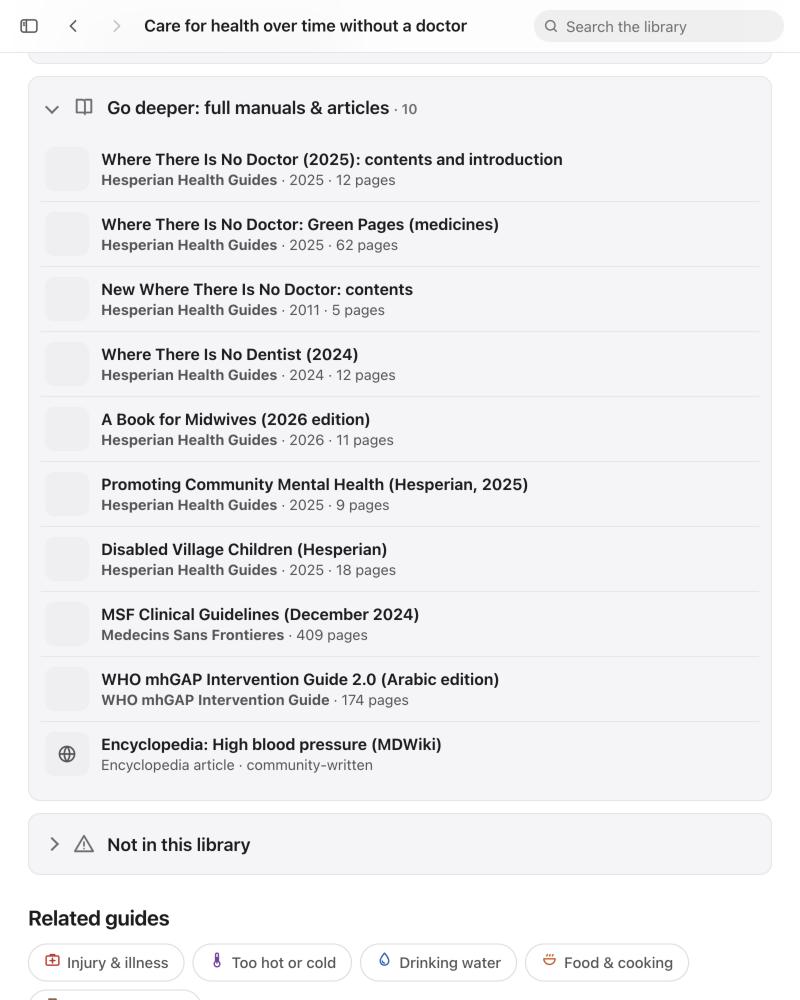 Care for health over time without a doctor
Search the library
Go deeper: full manuals & articles · 10
Where There Is No Doctor (2025): contents and introduction
Hesperian Health Guides · 2025 · 12 pages
Where There Is No Doctor: Green Pages (medicines)
Hesperian Health Guides · 2025 · 62 pages
New Where There Is No Doctor: contents
Hesperian Health Guides · 2011 · 5 pages
Where There Is No Dentist (2024)
Hesperian Health Guides · 2024 · 12 pages
A Book for Midwives (2026 edition)
Hesperian Health Guides · 2026 · 11 pages
Promoting Community Mental Health (Hesperian, 2025)
Hesperian Health Guides · 2025 · 9 pages
Disabled Village Children (Hesperian)
Hesperian Health Guides · 2025 · 18 pages
MSF Clinical Guidelines (December 2024)
Medecins Sans Frontieres · 409 pages
WHO mhGAP Intervention Guide 2.0 (Arabic edition)
WHO mhGAP Intervention Guide · 174 pages
Encyclopedia: High blood pressure (MDWiki)
Encyclopedia article · community-written
Not in this library
Related guides
Injury & illness
Too hot or cold
Drinking water
Food & cooking